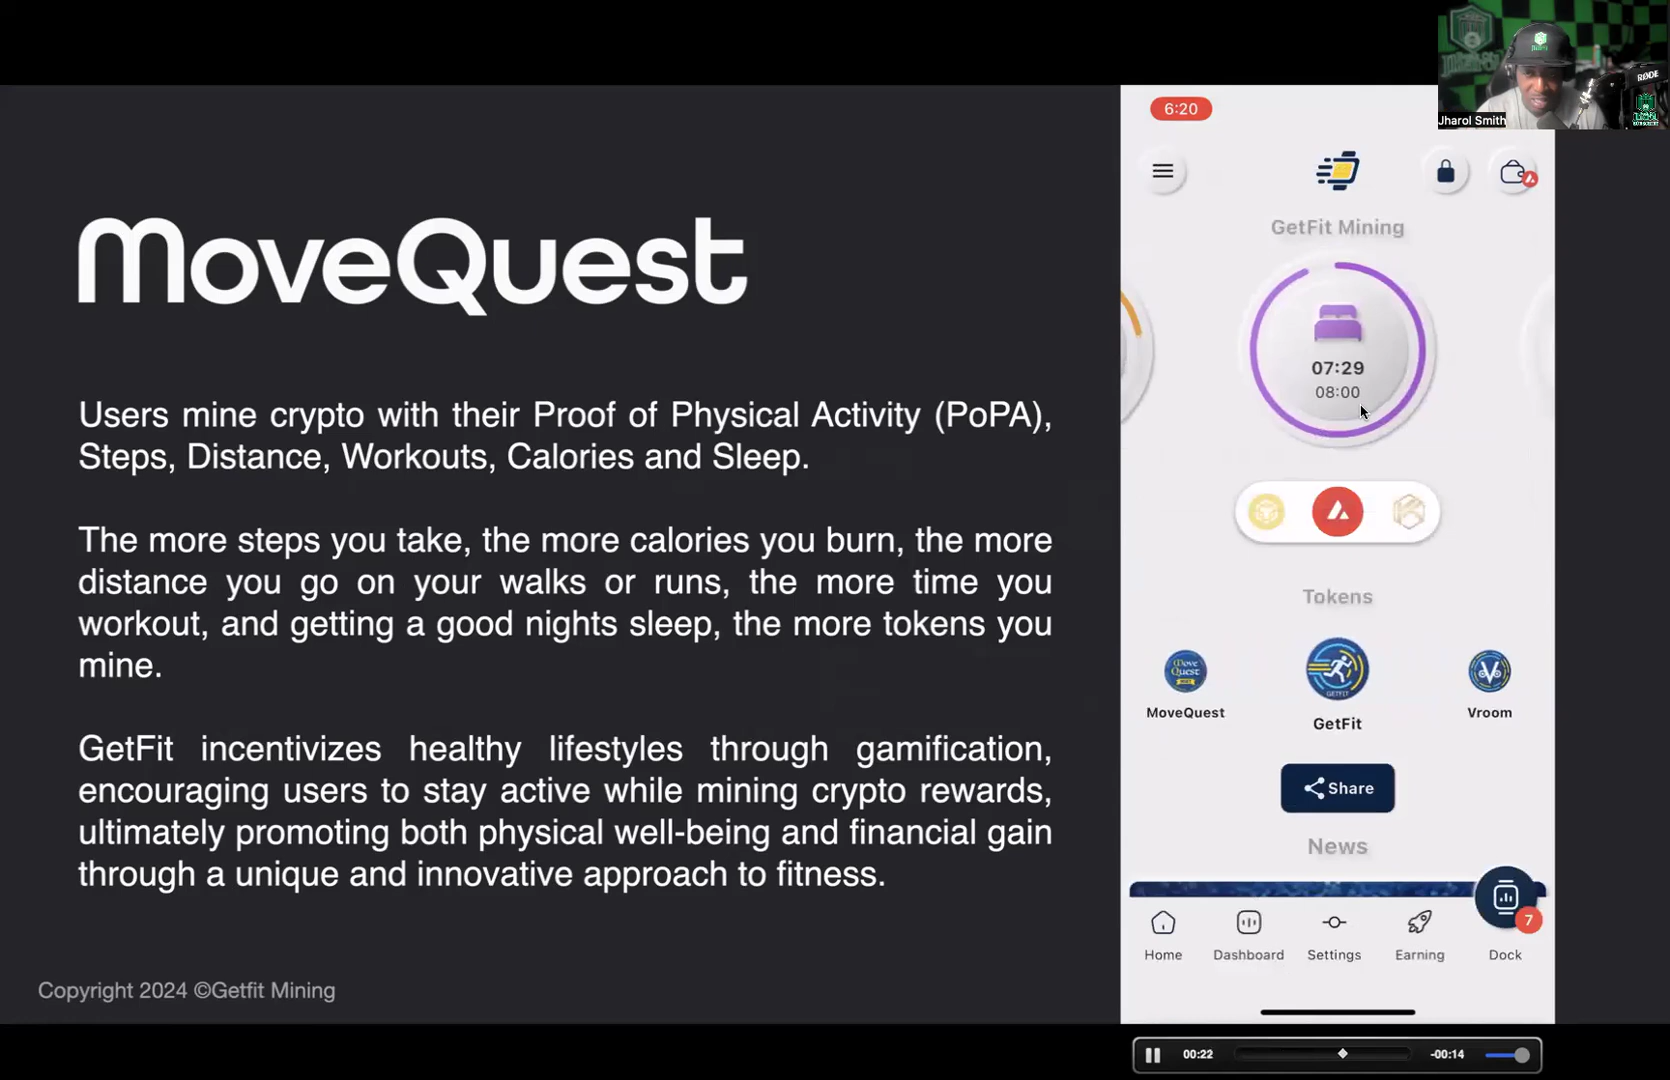 MoveQuest
Users mine crypto with their Proof of Physical Activity (PoPA),
Steps, Distance, Workouts, Calories and Sleep.
The more steps you take, the more calories you burn, the more
distance you go on your walks or runs, the more time you
workout, and getting a good nights sleep, the more tokens you
mine.
GetFit incentivizes healthy lifestyles through gamification,
encouraging users to stay active while mining crypto rewards,
ultimately promoting both physical well-being and financial gain
through a unique and innovative approach to fitness.
Copyright 2024 ©Getfit Mining
6:20
GetFit Mining
07:29
08:00
Tokens
Move
Quest
GETFIT
MoveQuest
GetFit
Vroom
Share
News
7
Home
Dashboard
Settings
Earning
Dock
00:22
-00:14
RØDE
Jharol Smith